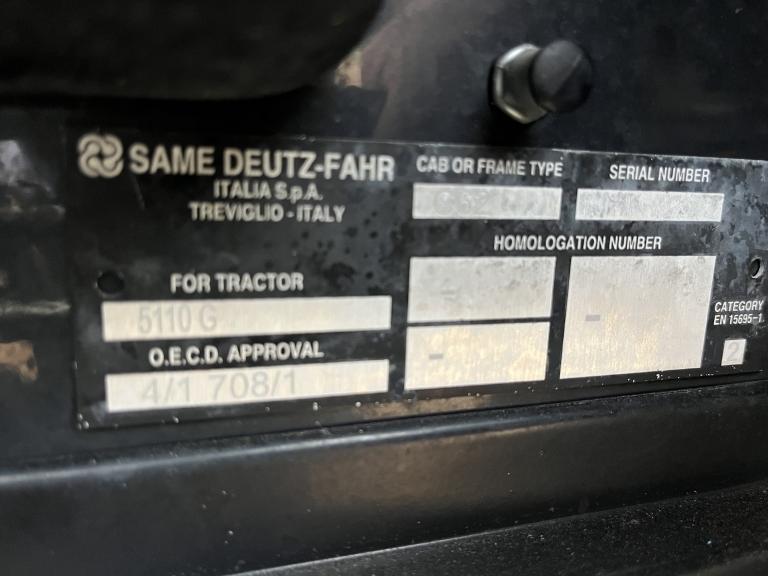 SAME DEUTZ-FAHR
ITALIA S.p.A.
TREVIGLIO - ITALY
CAB OR FRAME TYPE
SERIAL NUMBER
HOMOLOGATION NUMBER
-
-
FOR TRACTOR
5110 G
O.E.C.D. APPROVAL
4/1 708/1
CATEGORY
EN 15695-1
2